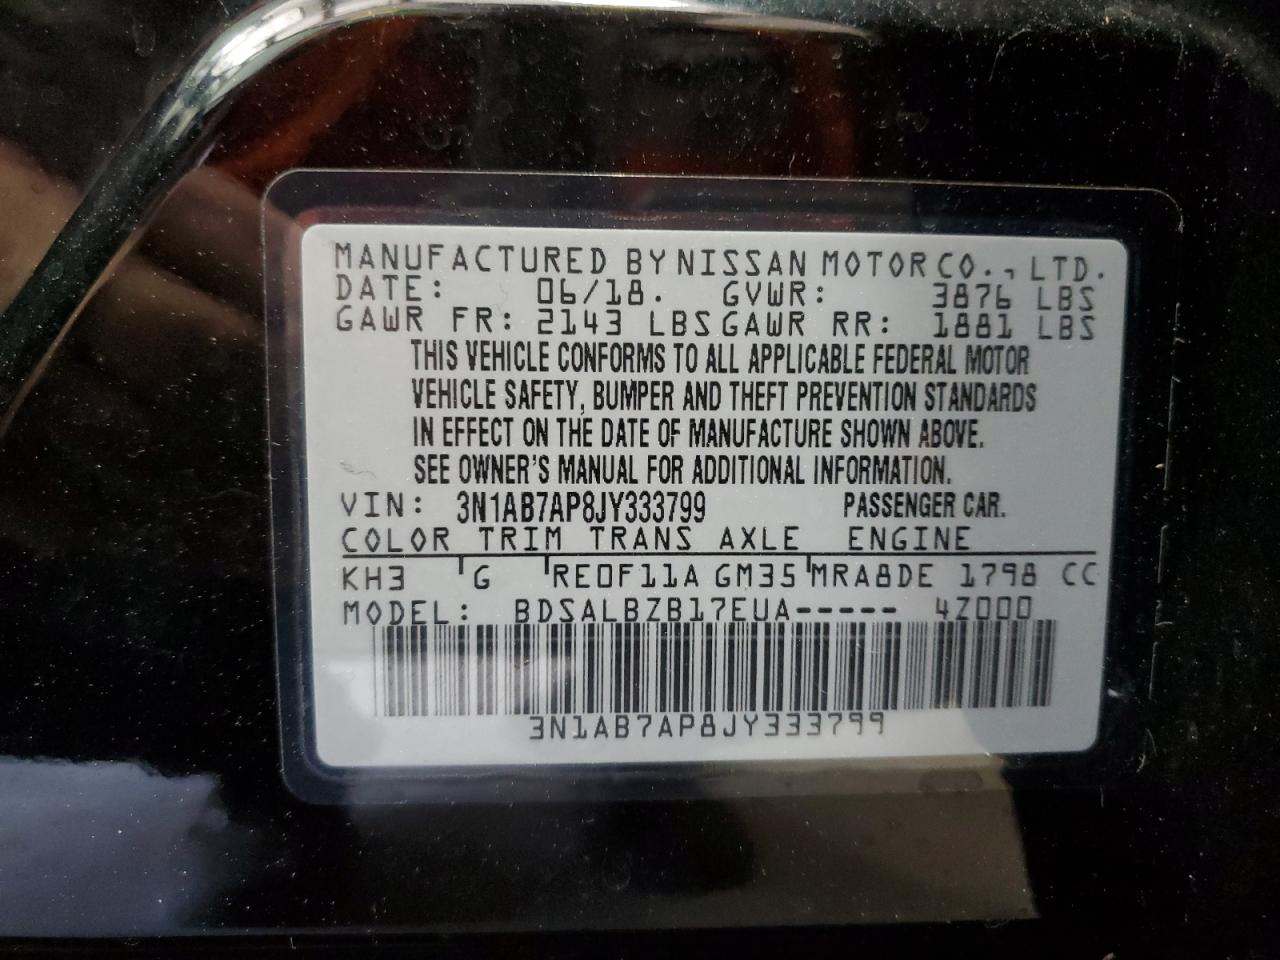 MANUFACTURED BY NISSAN MOTOR CO., LTD.
DATE: 06/18. GVWR: 3876 LBS
GAWR FR: 2143 LBS GAWR RR: 1881 LBS
THIS VEHICLE CONFORMS TO ALL APPLICABLE FEDERAL MOTOR
VEHICLE SAFETY, BUMPER AND THEFT PREVENTION STANDARDS
IN EFFECT ON THE DATE OF MANUFACTURE SHOWN ABOVE.
SEE OWNER'S MANUAL FOR ADDITIONAL INFORMATION.
VIN: 3N1AB7AP8JY333799 PASSENGER CAR.
COLOR TRIM TRANS AXLE ENGINE
KH3 G RE0F11A GM35 MRA8DE 1798 CC
MODEL: BDSALBZB17EUA----- 4Z000
3N1AB7AP8JY333799